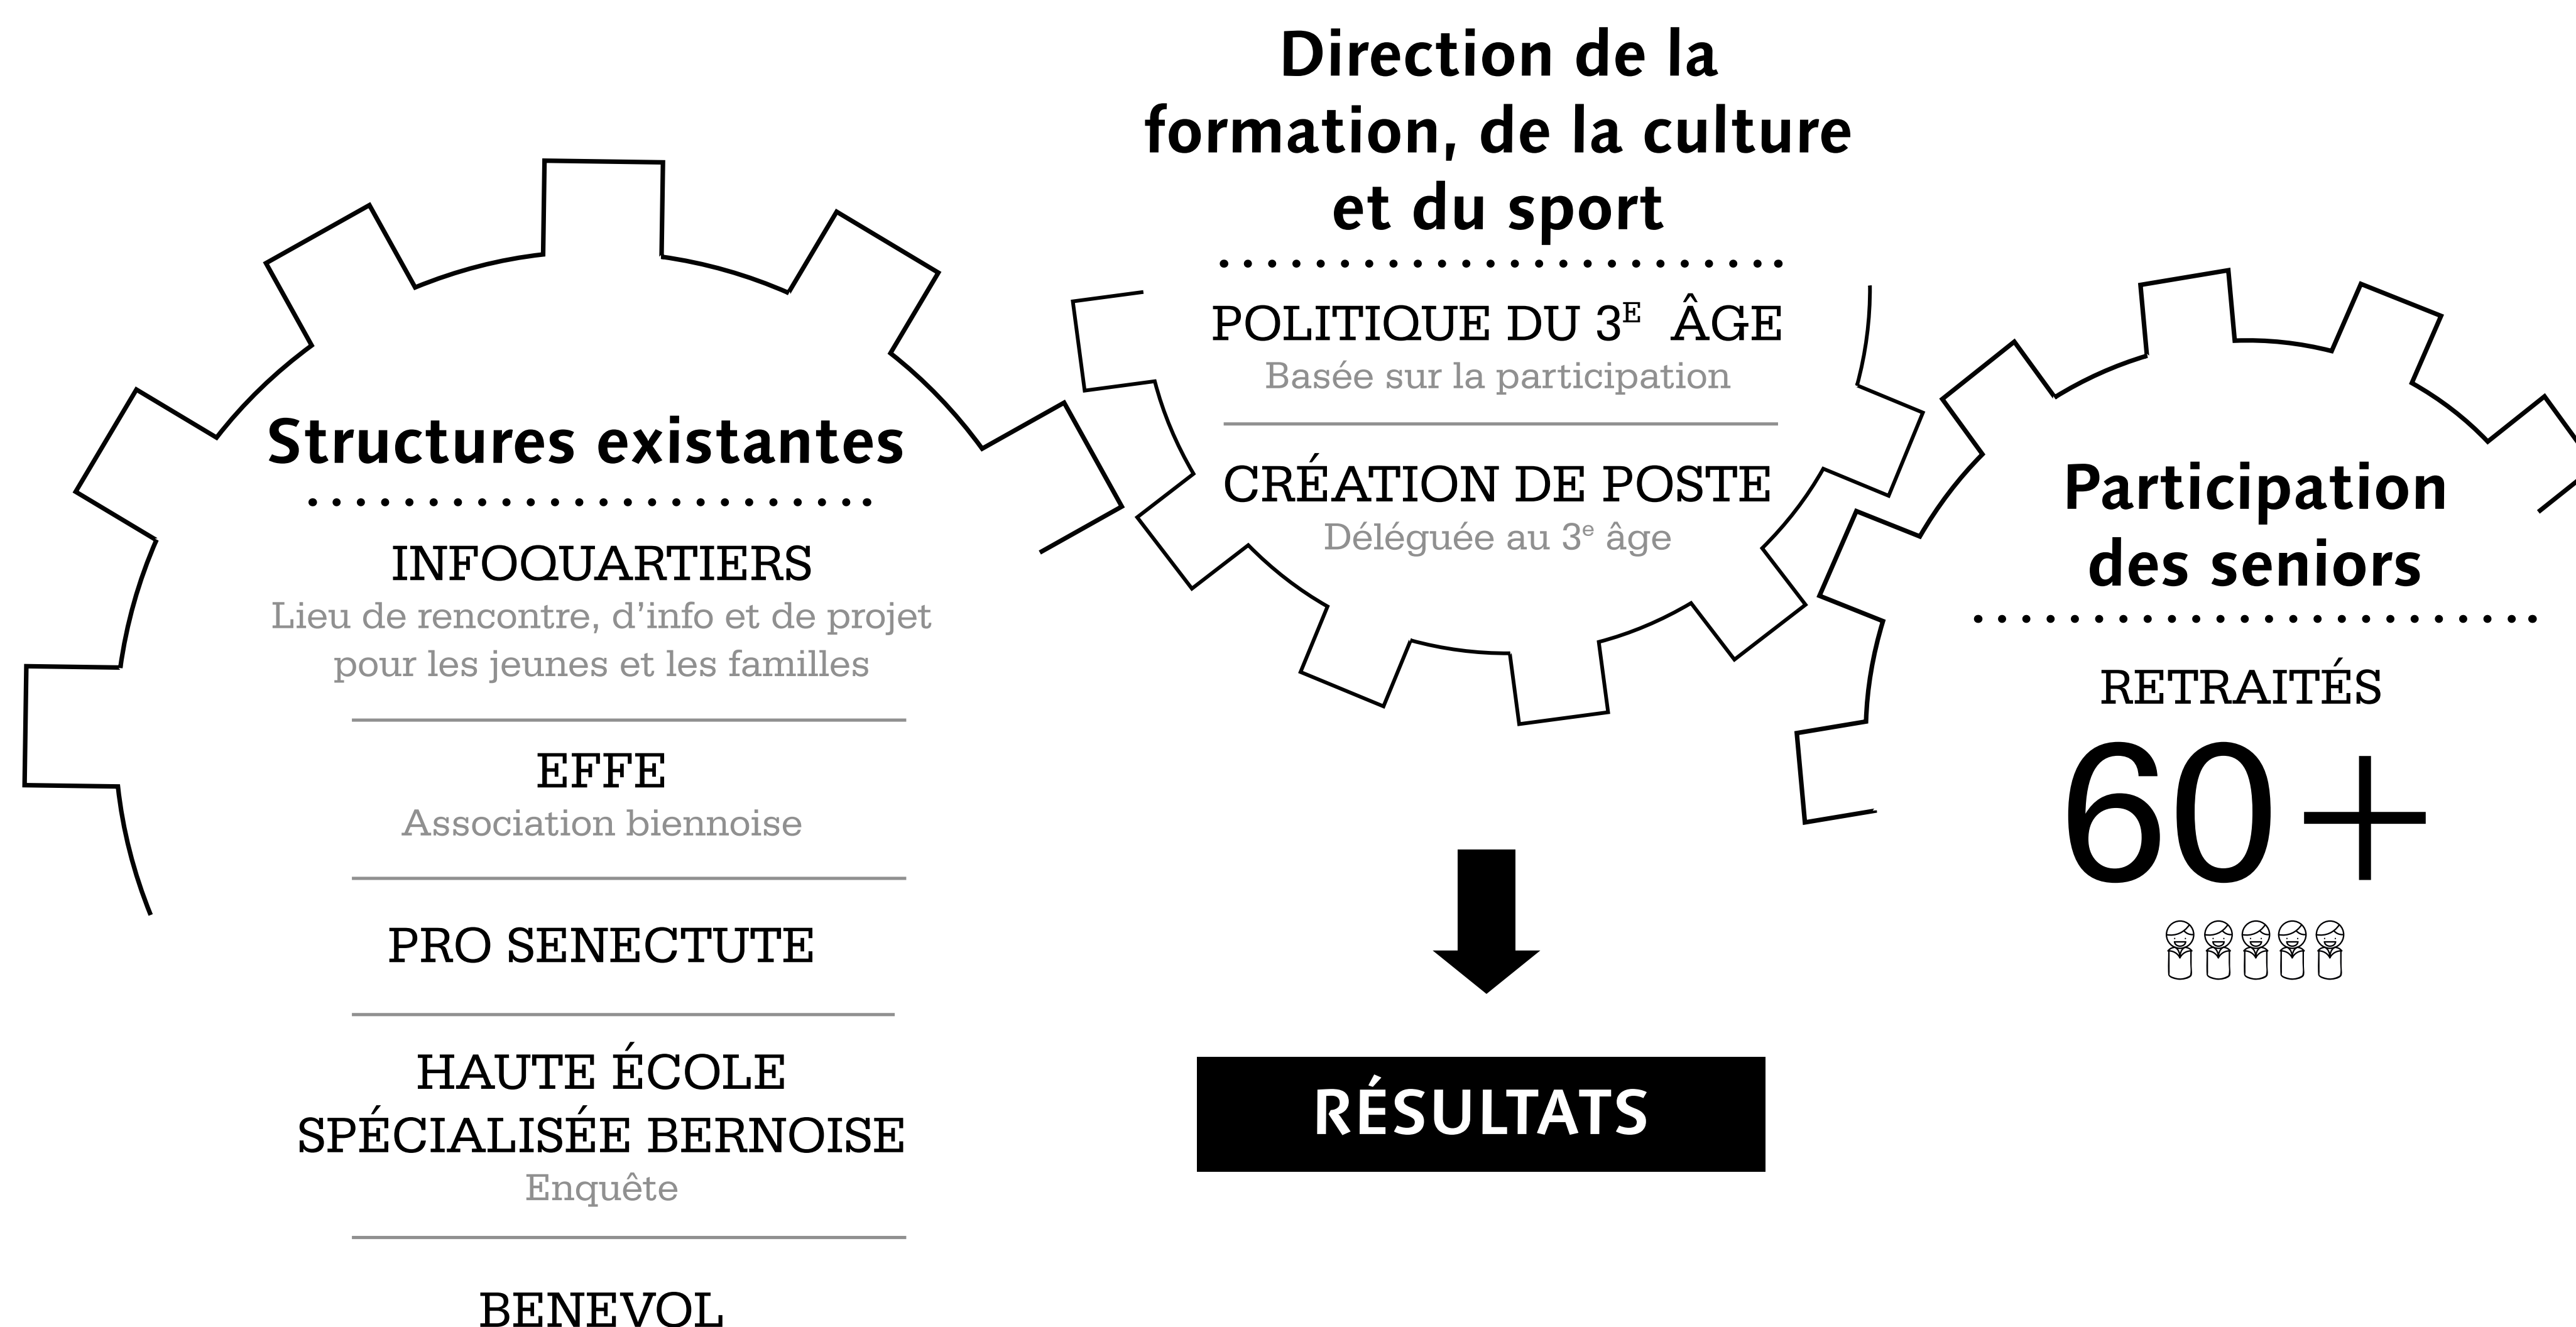 Structures existantes
INFOQUARTIERS
Lieu de rencontre, d’info et de projet
pour les jeunes et les familles
EFFE
Association biennoise
PRO SENECTUTE
HAUTE ÉCOLE
SPÉCIALISÉE BERNOISE
Enquête
BENEVOL
Direction de la
formation, de la culture
et du sport
POLITIQUE DU 3E ÂGE
Basée sur la participation
CRÉATION DE POSTE
Déléguée au 3e âge
RÉSULTATS
Participation
des seniors
RETRAITÉS
60+